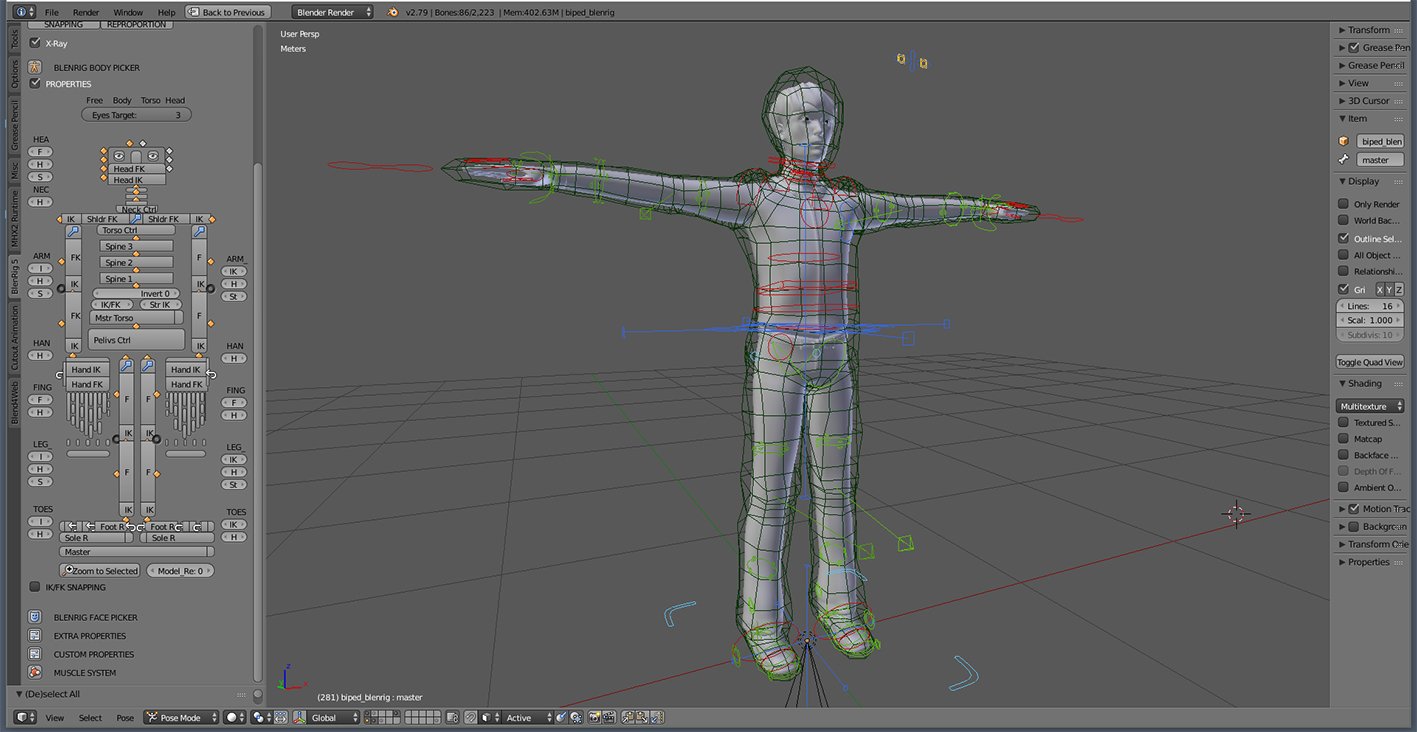 File Render Window Help Back to Previous Blender Render v2.79 | Bones:86/2,223 | Mem:402.63M | biped_blenrig
SNAPPING REPROPORTION
X-Ray
BLENRIG BODY PICKER
PROPERTIES
Free Body Torso Head
Eyes Target: 3
HEA
F
H
S
Head FK
Head IK
NEC
H
Neck Ctrl
IK Shldr FK Shldr FK IK
Torso Ctrl
Spine 3
Spine 2
Spine 1
Invert 0
IK/FK Str IK
Mstr Torso
Pelivs Ctrl
FK
IK
FK
IK
F
IK
F
IK
ARM
I
H
S
ARM_
IK
H
St
HAN
H
HAN
H
Hand IK Hand IK
Hand FK Hand FK
FING
F
H
FING
F
H
F F
IK IK
F F
IK IK
LEG_
I
H
S
LEG_
IK
H
St
TOES
I
H
TOES
IK
H
Foot R Foot R
Sole R Sole R
Master
Zoom to Selected Model_Re: 0
IK/FK SNAPPING
BLENRIG FACE PICKER
EXTRA PROPERTIES
CUSTOM PROPERTIES
MUSCLE SYSTEM
(De)select All
Tools
Options
Grease Pencil
Misc
MHX2 Runtime
BlenRig 5
Cutout Animation
Blend4Web
User Persp
Meters
z
x
(281) biped_blenrig : master
View Select Pose Pose Mode Global Active
Transform
Grease Pen
Grease Pencil
View
3D Cursor
Item
biped_blen
master
Display
Only Render
World Bac...
Outline Sel...
All Object ...
Relationshi...
Gri X Y Z
Lines: 16
Scale: 1.000
Subdivis: 10
Toggle Quad View
Shading
Multitexture
Textured S...
Matcap
Backface ...
Depth Of F...
Ambient O...
Motion Trac
Backgroun
Transform Orie
Properties